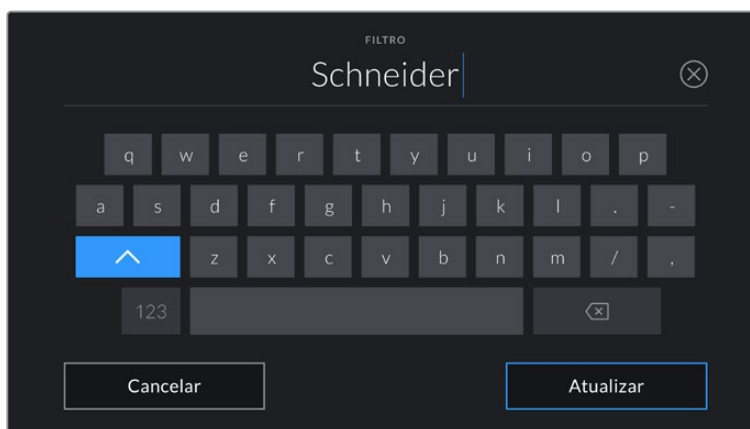 FILTRO
Schneider
q w e r t y u i o p
a s d f g h j k l . -
z x c v b n m / ,
123
Cancelar Atualizar